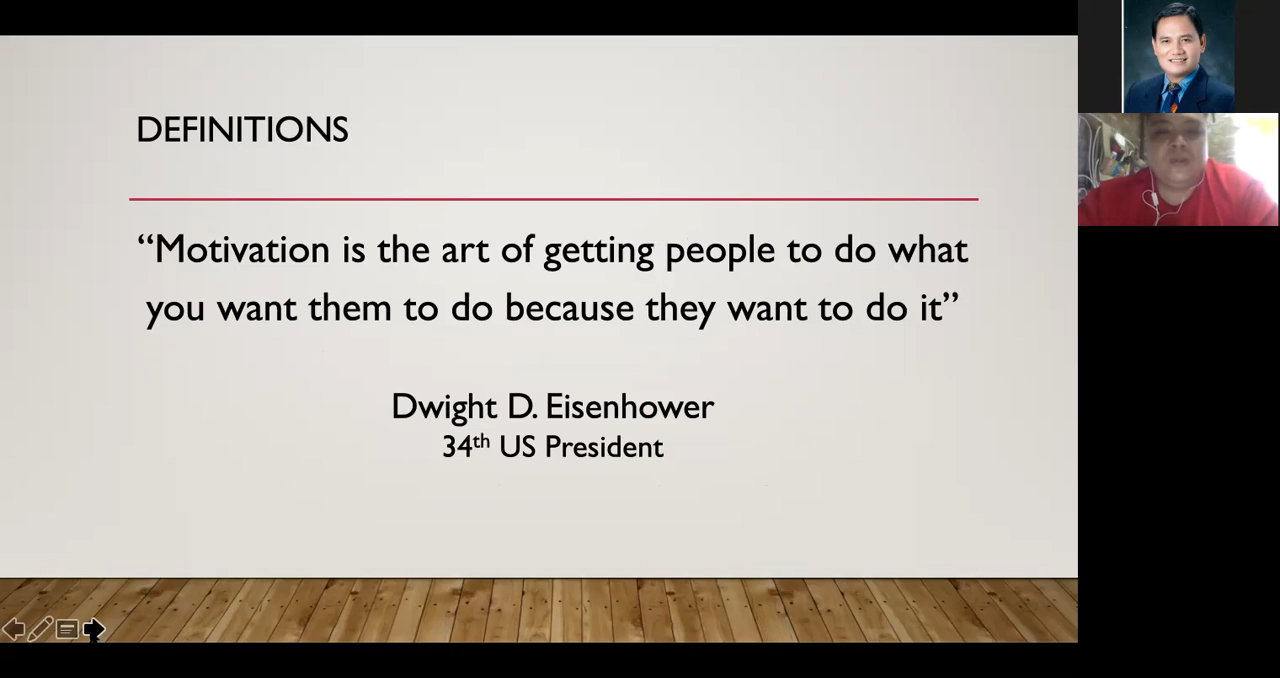 DEFINITIONS
“Motivation is the art of getting people to do what
you want them to do because they want to do it”
Dwight D. Eisenhower
34th US President